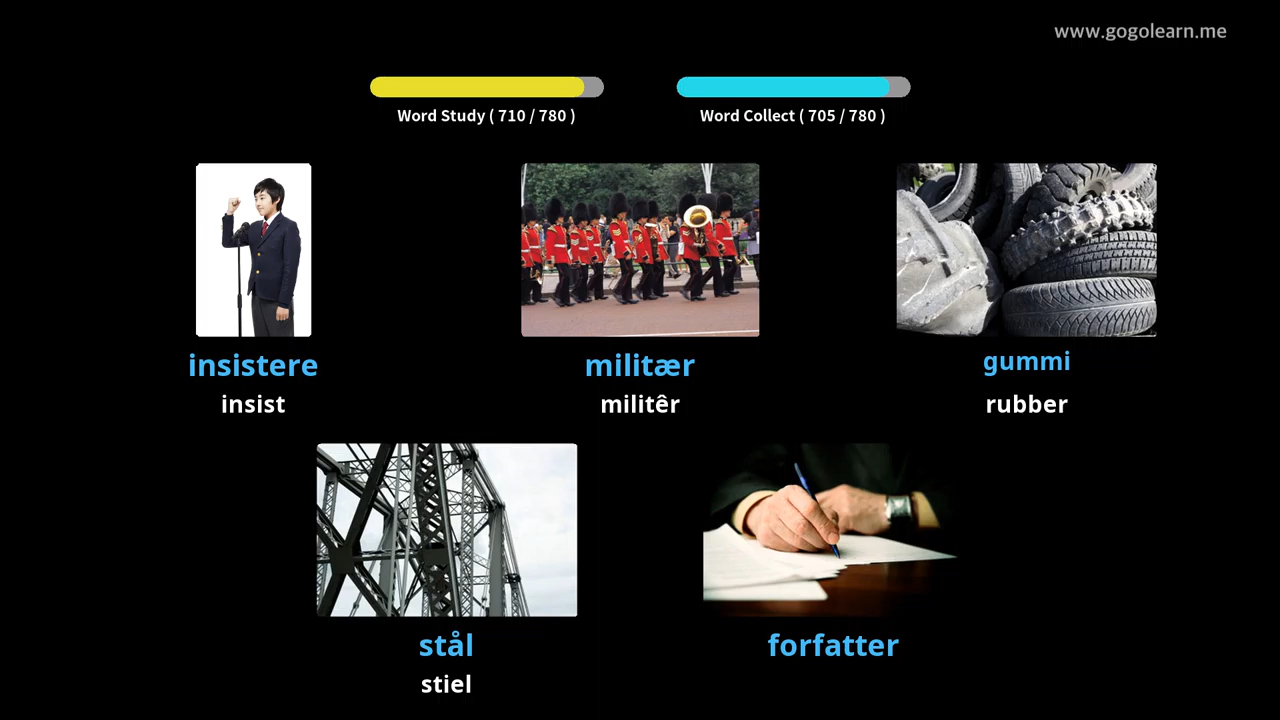 www.gogolearn.me
Word Study ( 710 / 780 )
Word Collect ( 705 / 780 )
insistere
insist
militær
militêr
gummi
rubber
stål
stiel
forfatter